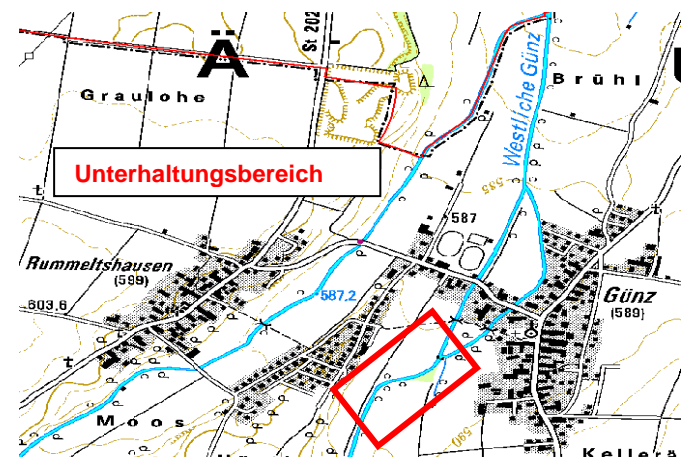 Ä
St 202
Graulohe
Westliche Günz
Brühl
Unterhaltungsbereich
585
587
Rummeltshausen
(599)
603,6
587,2
Günz
(589)
t
t
t
Moos
590
Kellerä